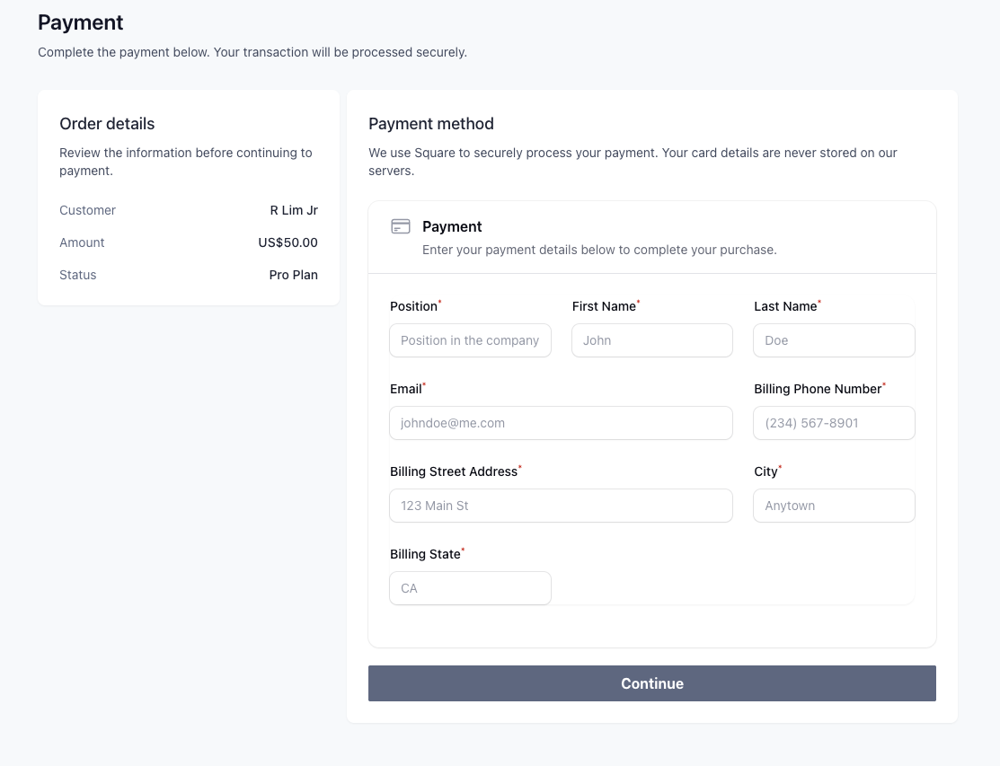 Payment
Complete the payment below. Your transaction will be processed securely.
Order details
Review the information before continuing to
payment.
Customer R Lim Jr
Amount US$50.00
Status Pro Plan
Payment method
We use Square to securely process your payment. Your card details are never stored on our
servers.
Payment
Enter your payment details below to complete your purchase.
Position* First Name* Last Name*
Position in the company John Doe
Email* Billing Phone Number*
johndoe@me.com (234) 567-8901
Billing Street Address* City*
123 Main St Anytown
Billing State*
CA
Continue